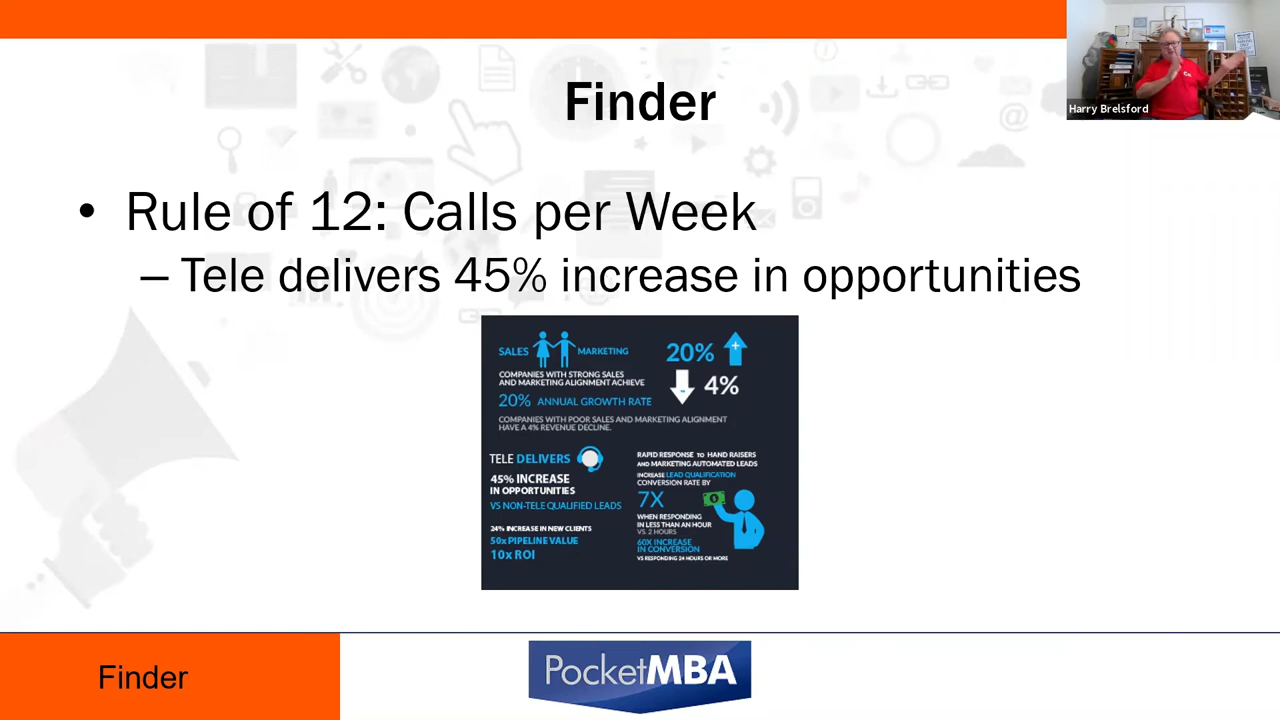 Finder
Harry Brelsford
• Rule of 12: Calls per Week
– Tele delivers 45% increase in opportunities
SALES MARKETING
COMPANIES WITH STRONG SALES
AND MARKETING ALIGNMENT ACHIEVE
20% ANNUAL GROWTH RATE
20%
4%
COMPANIES WITH POOR SALES AND MARKETING ALIGNMENT
HAVE A 4% REVENUE DECLINE.
TELE DELIVERS
45% INCREASE
IN OPPORTUNITIES
VS NON-TELE QUALIFIED LEADS
24% INCREASE IN NEW CLIENTS
50x PIPELINE VALUE
10x ROI
RAPID RESPONSE TO HAND RAISERS
AND MARKETING AUTOMATED LEADS
INCREASE LEAD QUALIFICATION
CONVERSION RATE BY
7X
WHEN RESPONDING
IN LESS THAN AN HOUR
VS. 2 HOURS
60X INCREASE
IN CONVERSION
VS RESPONDING 24 HOURS OR MORE
Finder
PocketMBA